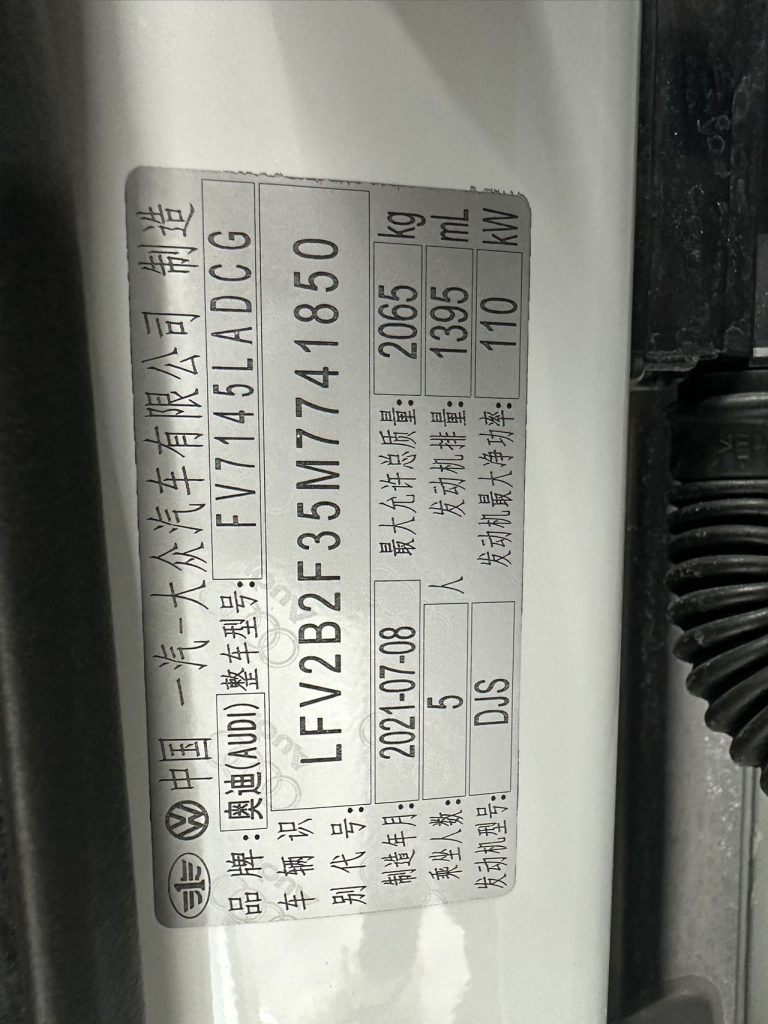 中国 一汽-大众汽车有限公司 制造
品牌: 奥迪(AUDI) 整车型号: FV7145LADCG
车辆识别代号: LFV2B2F35M7741850
制造年月: 2021-07-08 最大允许总质量: 2065 kg
乘坐人数: 5 人 发动机排量: 1395 mL
发动机型号: DJS 发动机最大净功率: 110 kW